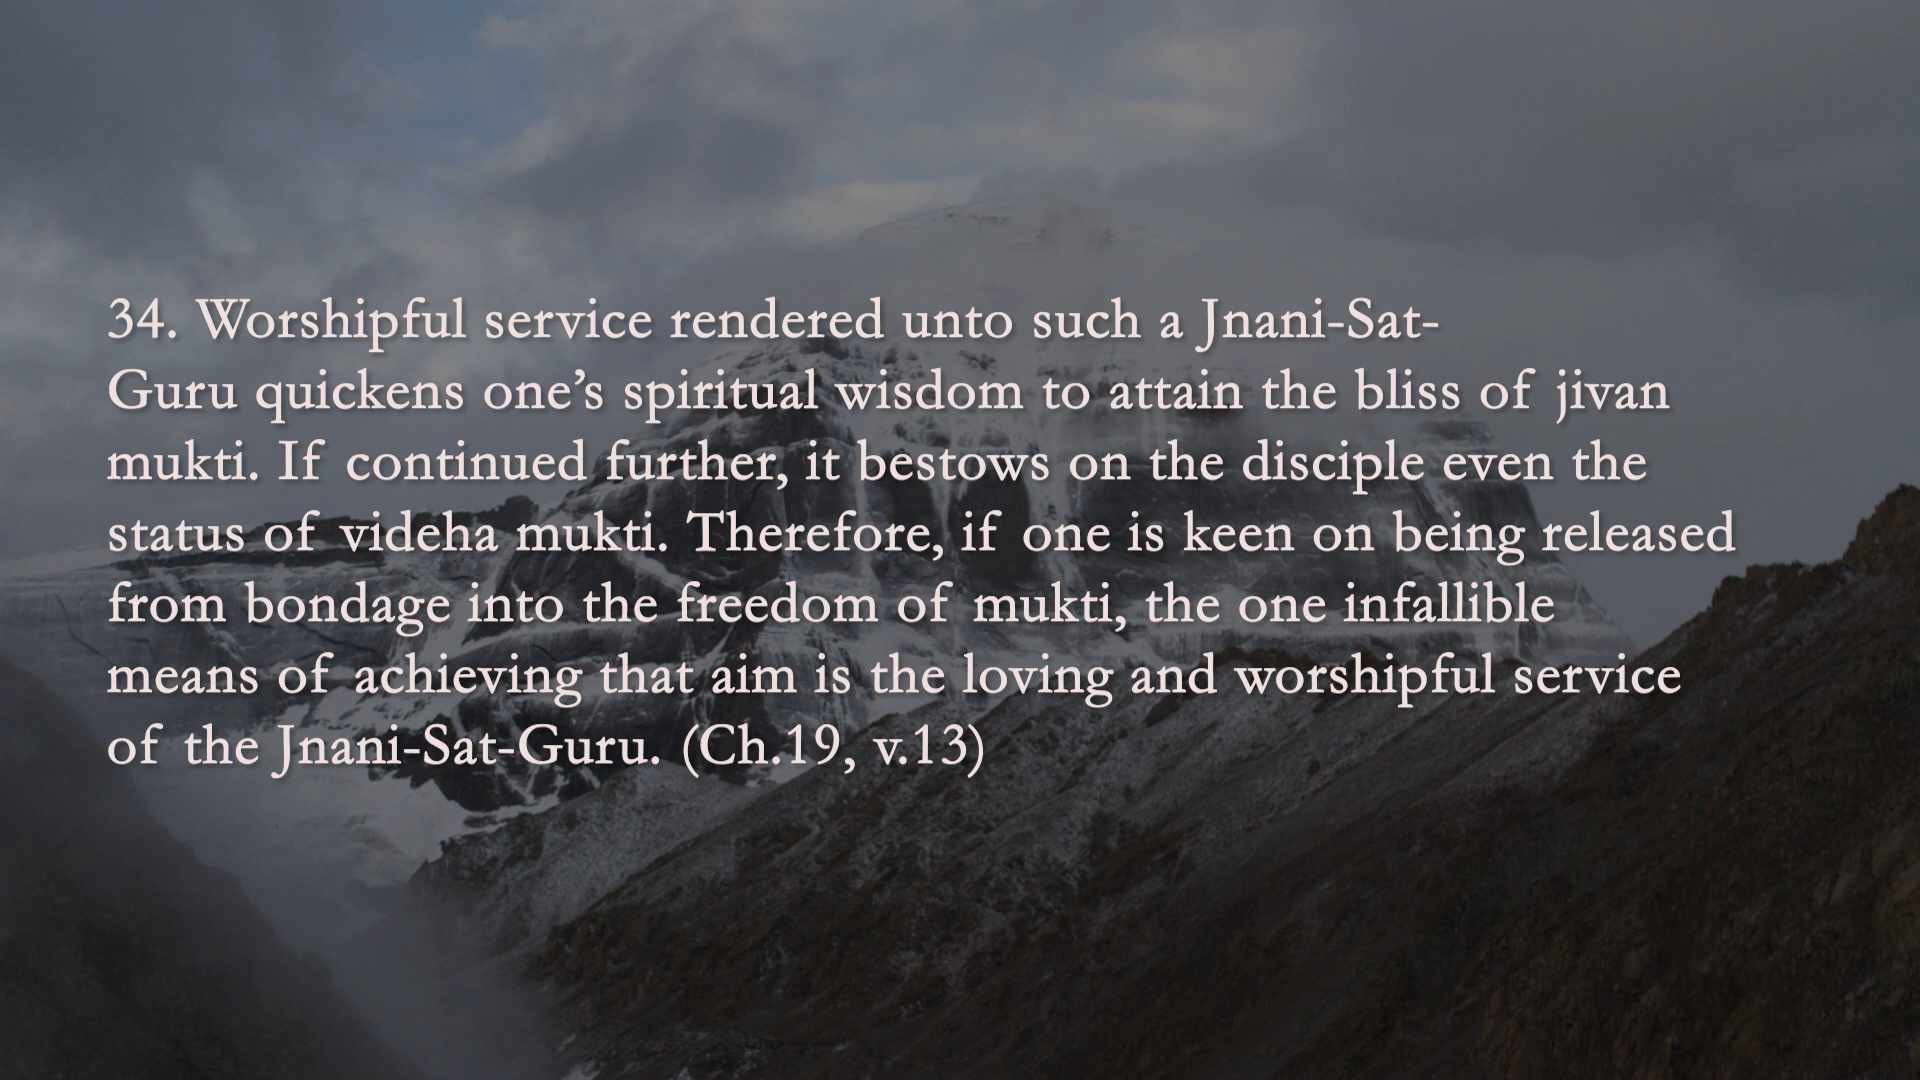 34. Worshipful service rendered unto such a Jnani-Sat-
Guru quickens one’s spiritual wisdom to attain the bliss of jivan
mukti. If continued further, it bestows on the disciple even the
status of videha mukti. Therefore, if one is keen on being released
from bondage into the freedom of mukti, the one infallible
means of achieving that aim is the loving and worshipful service
of the Jnani-Sat-Guru. (Ch.19, v.13)